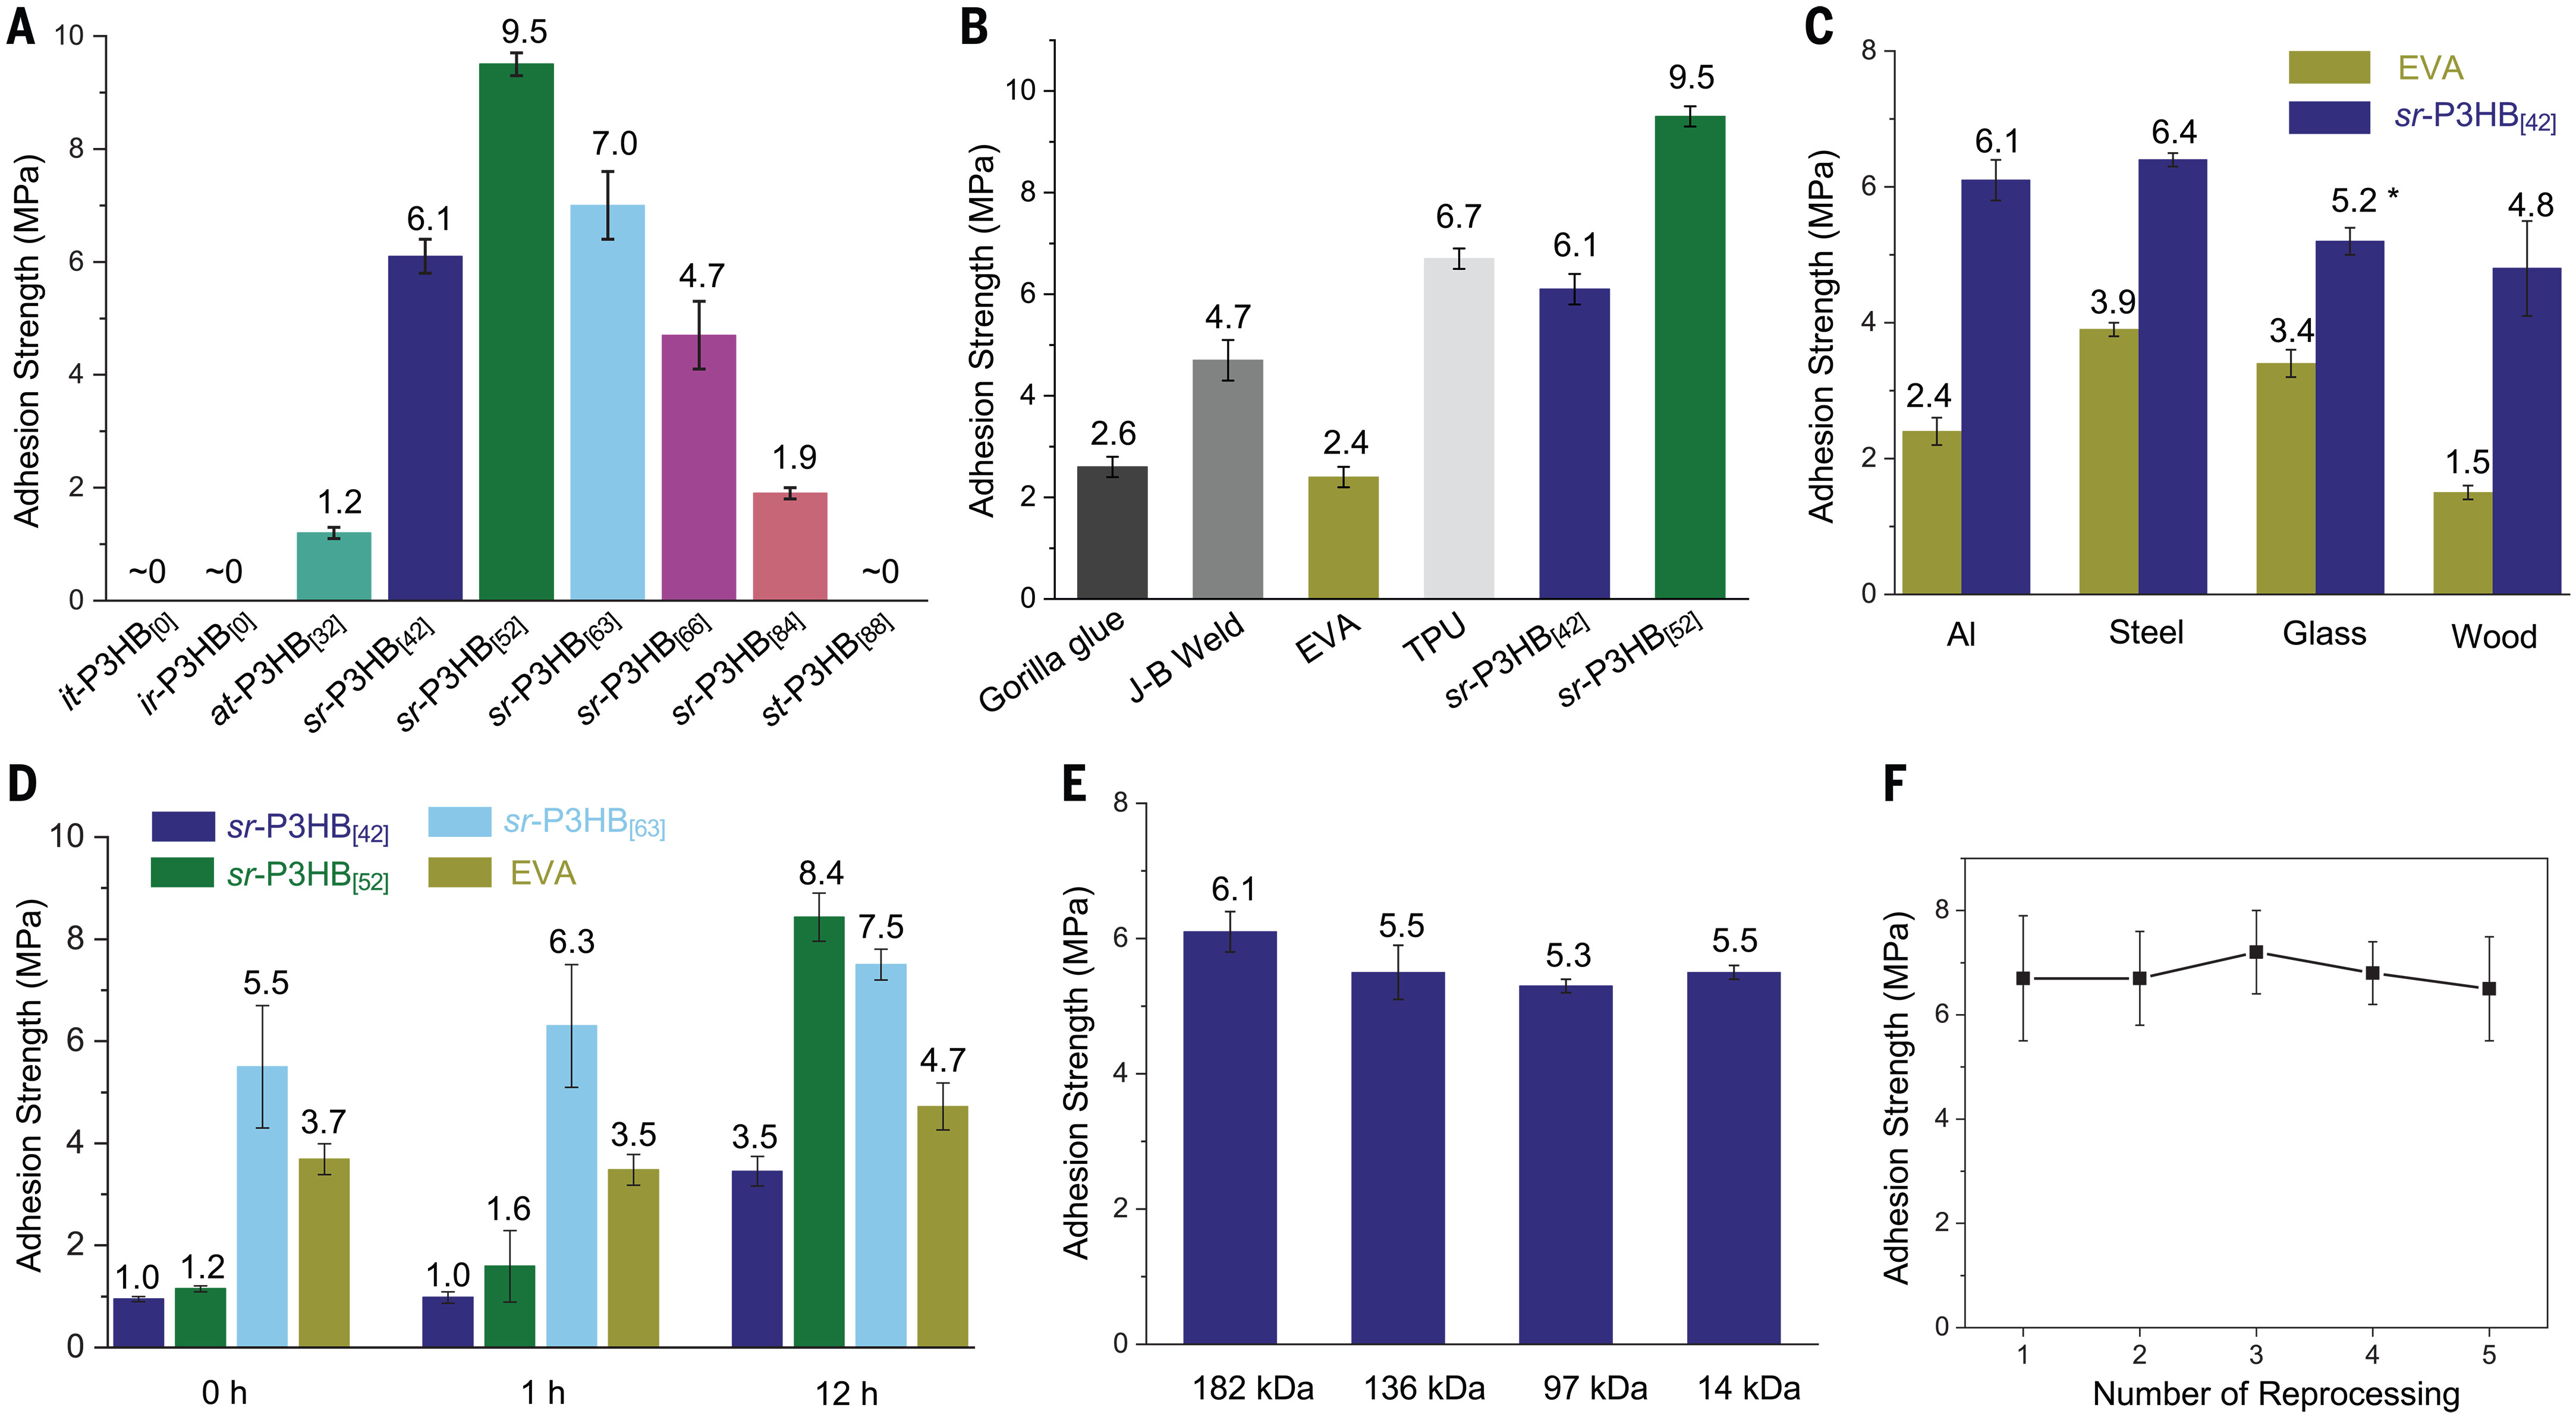 A
Adhesion Strength (MPa)
10
8
6
4
2
0
~0
~0
1.2
6.1
9.5
7.0
4.7
1.9
~0
it-P3HB[0]
ir-P3HB[0]
at-P3HB[32]
sr-P3HB[42]
sr-P3HB[52]
sr-P3HB[63]
sr-P3HB[66]
sr-P3HB[84]
st-P3HB[88]
B
Adhesion Strength (MPa)
10
8
6
4
2
0
2.6
4.7
2.4
6.7
6.1
9.5
Gorilla glue
J-B Weld
EVA
TPU
sr-P3HB[42]
sr-P3HB[52]
C
Adhesion Strength (MPa)
8
6
4
2
0
EVA
sr-P3HB[42]
2.4
6.1
3.9
6.4
3.4
5.2 *
1.5
4.8
Al
Steel
Glass
Wood
D
Adhesion Strength (MPa)
10
8
6
4
2
0
sr-P3HB[42]
sr-P3HB[63]
sr-P3HB[52]
EVA
1.0
1.2
5.5
3.7
1.0
1.6
6.3
3.5
3.5
8.4
7.5
4.7
0 h
1 h
12 h
E
Adhesion Strength (MPa)
8
6
4
2
0
6.1
5.5
5.3
5.5
182 kDa
136 kDa
97 kDa
14 kDa
F
Adhesion Strength (MPa)
8
6
4
2
0
1
2
3
4
5
Number of Reprocessing